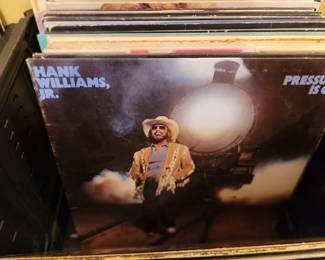 HANK
WILLIAMS,
JR.
PRESSU
IS O